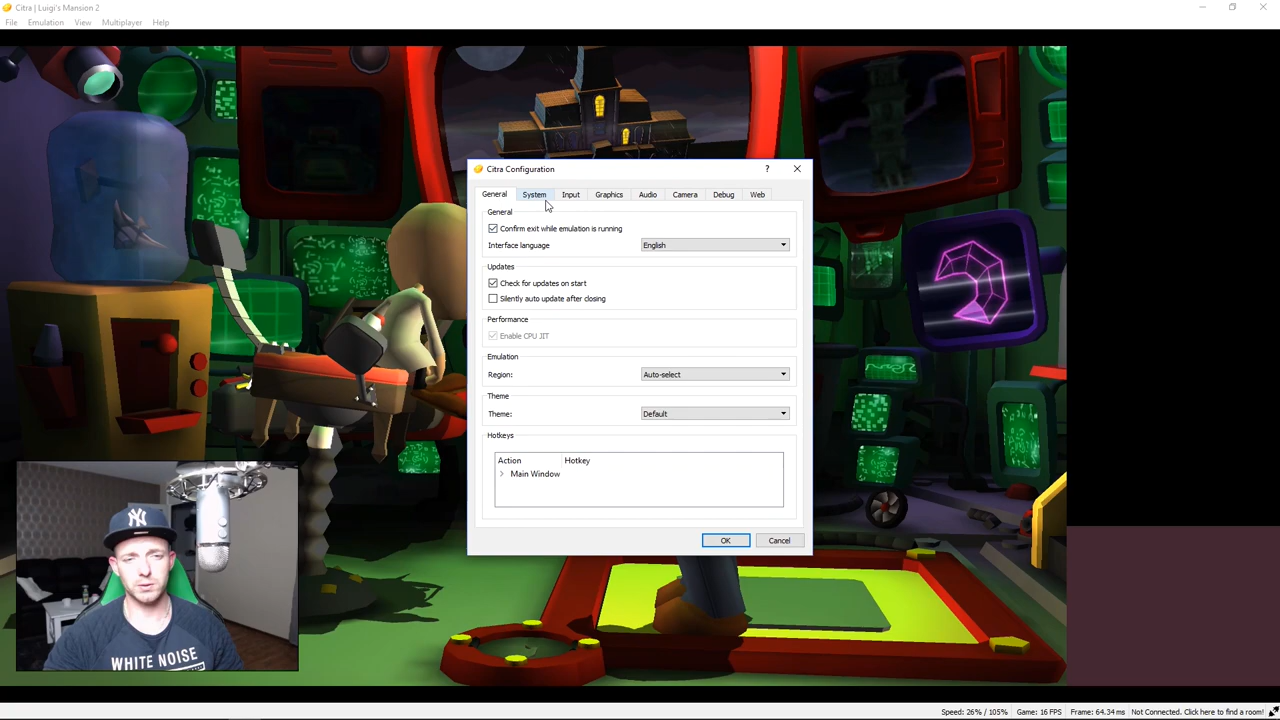 Citra | Luigi's Mansion 2
File Emulation View Multiplayer Help
Citra Configuration ?
General System Input Graphics Audio Camera Debug Web
General
Confirm exit while emulation is running
Interface language English
Updates
Check for updates on start
Silently auto update after closing
Performance
Enable CPU JIT
Emulation
Region: Auto-select
Theme
Theme: Default
Hotkeys
Action Hotkey
Main Window
OK Cancel
NY
WHITE NOISE
Speed: 26% / 105% Game: 16 FPS Frame: 64.34 ms Not Connected. Click here to find a room!